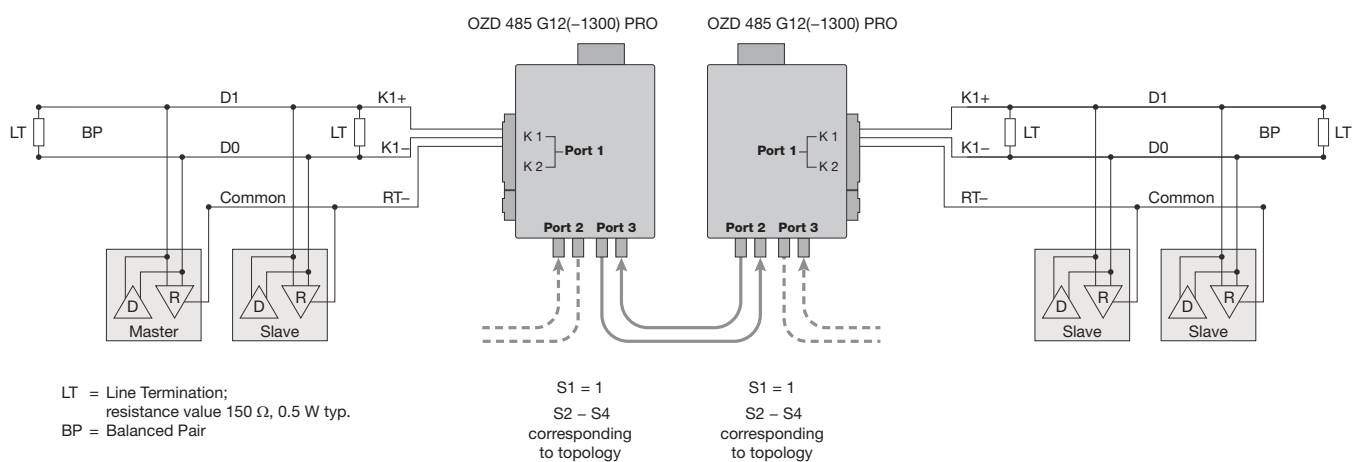 OZD 485 G12(−1300) PRO
OZD 485 G12(−1300) PRO
D1
K1+
LT
BP
LT
D0
K1−
Common
RT−
K 1
Port 1
K 2
Port 2 Port 3
D
R
Master
D
R
Slave
K 1
Port 1
K 2
Port 2 Port 3
K1+
D1
LT
BP
LT
K1−
D0
RT−
Common
D
R
Slave
D
R
Slave
LT = Line Termination;
resistance value 150 Ω, 0.5 W typ.
BP = Balanced Pair
S1 = 1
S2 − S4
corresponding
to topology
S1 = 1
S2 − S4
corresponding
to topology